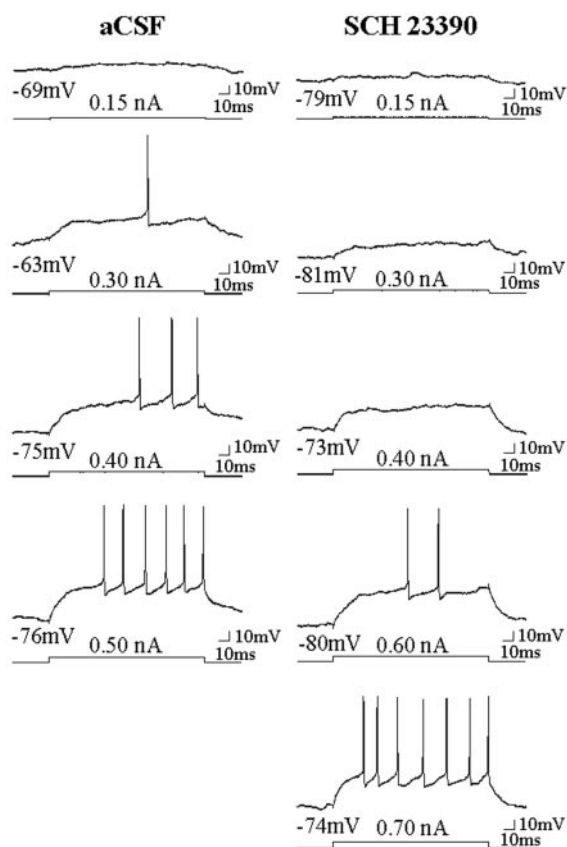 aCSF
SCH 23390
-69mV
0.15 nA
10mV
10ms
-79mV
0.15 nA
10mV
10ms
-63mV
0.30 nA
10mV
10ms
-81mV
0.30 nA
10mV
10ms
-75mV
0.40 nA
10mV
10ms
-73mV
0.40 nA
10mV
10ms
-76mV
0.50 nA
10mV
10ms
-80mV
0.60 nA
10mV
10ms
-74mV
0.70 nA
10mV
10ms